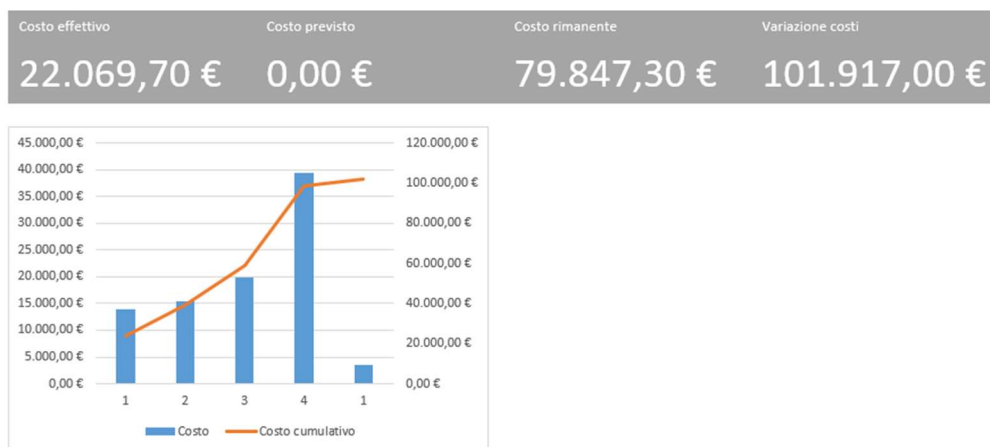 Costo effettivo Costo previsto Costo rimanente Variazione costi
22.069,70 € 0,00 € 79.847,30 € 101.917,00 €
45.000,00 € 120.000,00 €
40.000,00 € 100.000,00 €
35.000,00 €
30.000,00 € 80.000,00 €
25.000,00 € 60.000,00 €
20.000,00 €
15.000,00 € 40.000,00 €
10.000,00 € 20.000,00 €
5.000,00 €
0,00 € 0,00 €
1 2 3 4 1
Costo Costo cumulativo